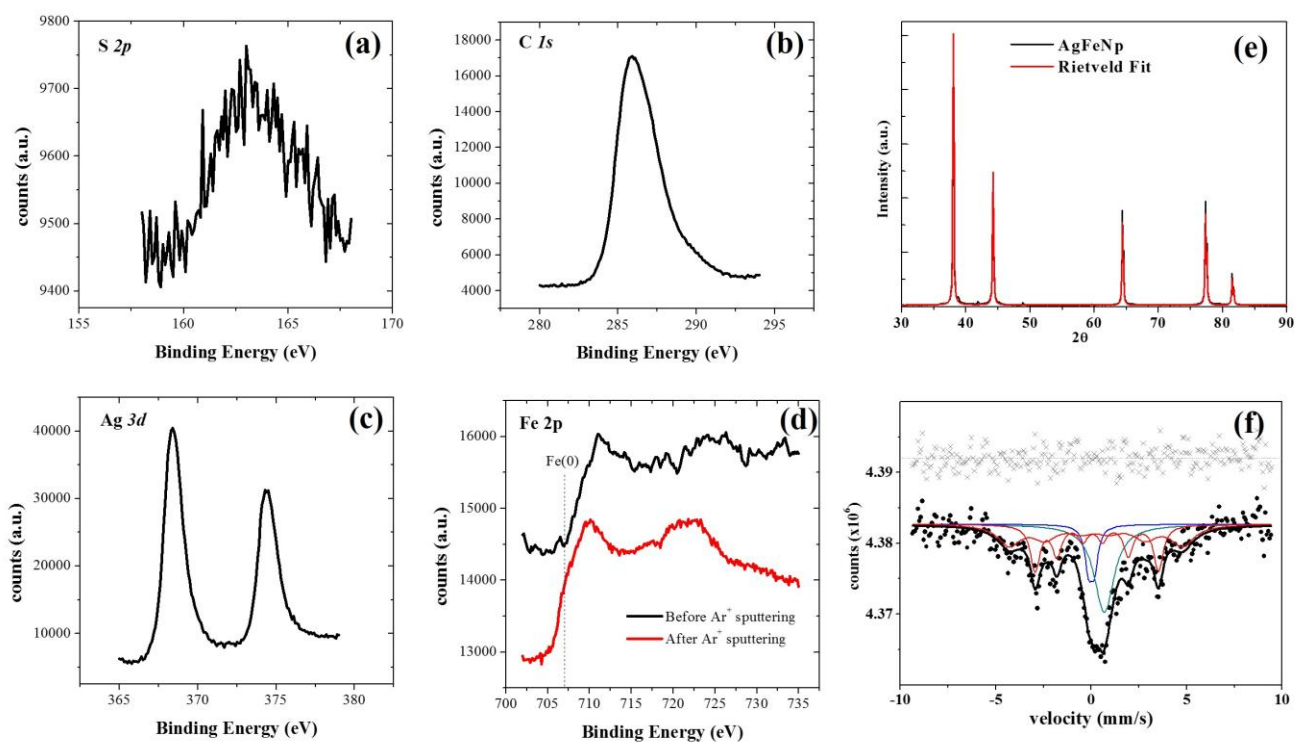 S 2p
(a)
9800
9700
9600
9500
9400
155
160
165
170
counts (a.u.)
Binding Energy (eV)
C 1s
(b)
18000
16000
14000
12000
10000
8000
6000
4000
280
285
290
295
counts (a.u.)
Binding Energy (eV)
(e)
AgFeNp
Rietveld Fit
Intensity (a.u.)
30
40
50
60
70
80
90
2θ
Ag 3d
(c)
40000
30000
20000
10000
365
370
375
380
counts (a.u.)
Binding Energy (eV)
Fe 2p
(d)
Fe(0)
16000
15000
14000
13000
Before Ar⁺ sputtering
After Ar⁺ sputtering
700
705
710
715
720
725
730
735
counts (a.u.)
Binding Energy (eV)
(f)
4.39
4.38
4.37
counts (x10⁶)
-10
-5
0
5
10
velocity (mm/s)